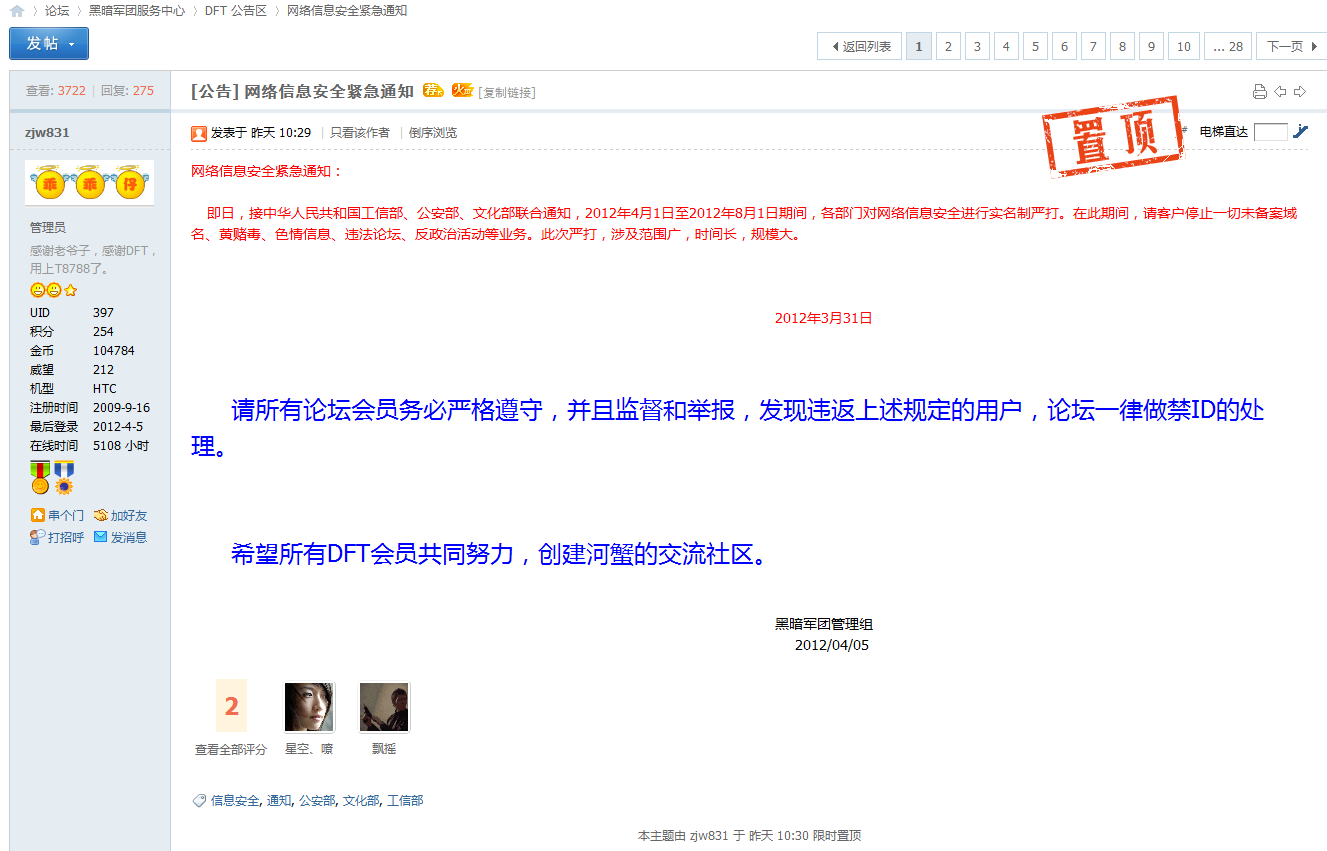 论坛 〉 黑暗军团服务中心 〉 DFT 公告区 〉 网络信息安全紧急通知
发帖
返回列表 1 2 3 4 5 6 7 8 9 10 ... 28 下一页
查看: 3722 | 回复: 275
[公告] 网络信息安全紧急通知 [复制链接]
zjw831
发表于 昨天 10:29 | 只看该作者 | 倒序浏览
置顶
# 电梯直达
乖 乖 仔
管理员
感谢老爷子，感谢DFT，
用上T8788了。
UID 397
积分 254
金币 104784
威望 212
机型 HTC
注册时间 2009-9-16
最后登录 2012-4-5
在线时间 5108 小时
串个门 加好友
打招呼 发消息
网络信息安全紧急通知：
即日，接中华人民共和国工信部、公安部、文化部联合通知，2012年4月1日至2012年8月1日期间，各部门对网络信息安全进行实名制严打。在此期间，请客户停止一切未备案域
名、黄赌毒、色情信息、违法论坛、反政治活动等业务。此次严打，涉及范围广，时间长，规模大。
2012年3月31日
请所有论坛会员务必严格遵守，并且监督和举报，发现违返上述规定的用户，论坛一律做禁ID的处
理。
希望所有DFT会员共同努力，创建河蟹的交流社区。
黑暗军团管理组
2012/04/05
2
查看全部评分 星空、嘹 飘摇
信息安全, 通知, 公安部, 文化部, 工信部
本主题由 zjw831 于 昨天 10:30 限时置顶